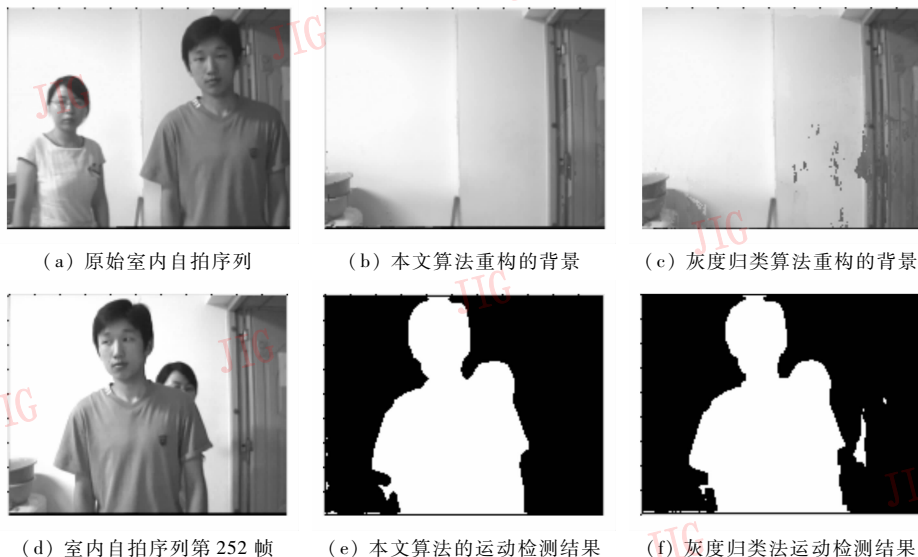 JIG
JIG
(a) 原始室内自拍序列
(b) 本文算法重构的背景
(c) 灰度归类算法重构的背景
JIG
JIG
JIG
JIG
JIG
(d) 室内自拍序列第 252 帧
(e) 本文算法的运动检测结果
(f) 灰度归类法运动检测结果
JIG